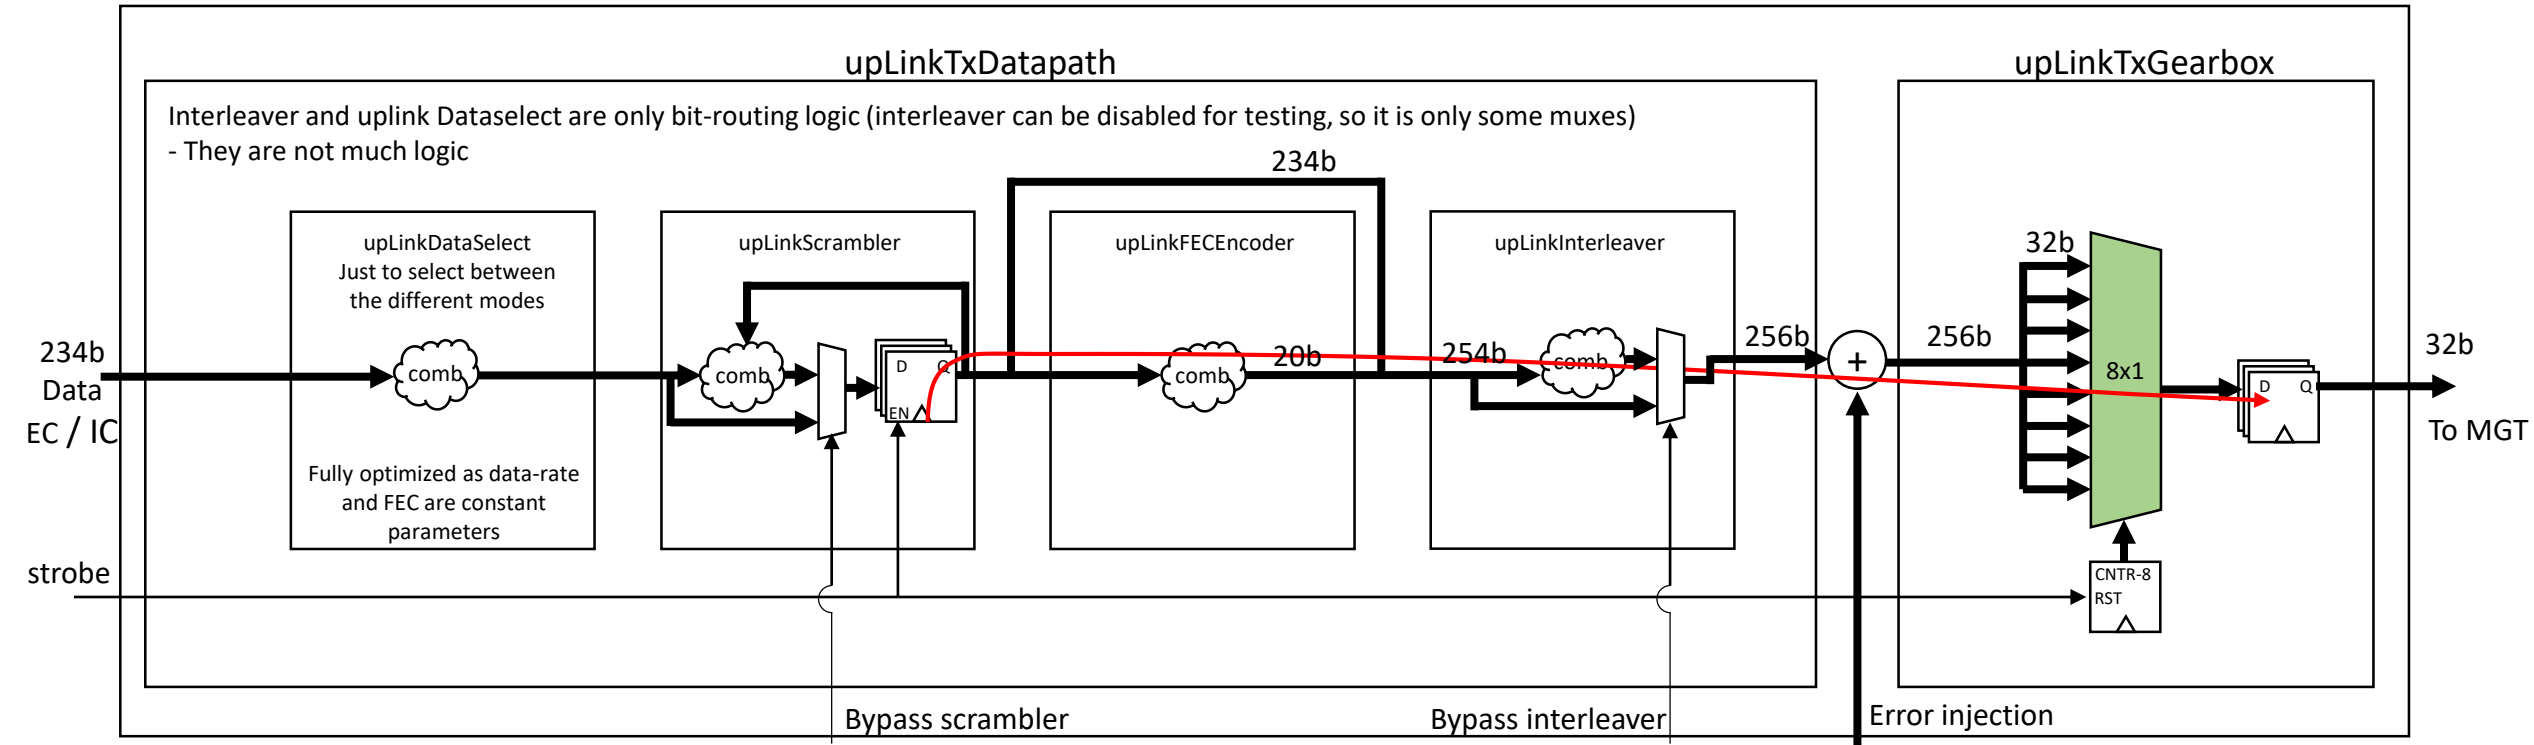 upLinkTxDatapath
upLinkTxGearbox
Interleaver and uplink Dataselect are only bit-routing logic (interleaver can be disabled for testing, so it is only some muxes)
- They are not much logic
234b
upLinkDataSelect
Just to select between
the different modes
upLinkScrambler
upLinkFECEncoder
upLinkInterleaver
32b
234b
Data
EC / IC
comb
comb
D
Q
EN
comb
20b
254b
comb
256b
+
256b
8x1
D
Q
32b
To MGT
Fully optimized as data-rate
and FEC are constant
parameters
strobe
CNTR-8
RST
Bypass scrambler
Bypass interleaver
Error injection